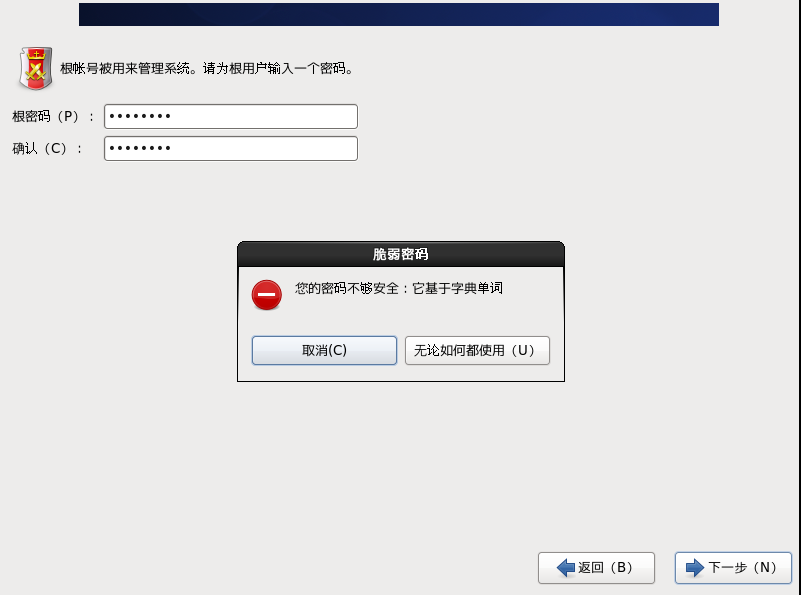 根帐号被用来管理系统。请为根用户输入一个密码。
根密码（P）：
••••••••
确认（C）：
••••••••
脆弱密码
您的密码不够安全：它基于字典单词
取消(C)
无论如何都使用（U）
返回（B）
下一步（N）